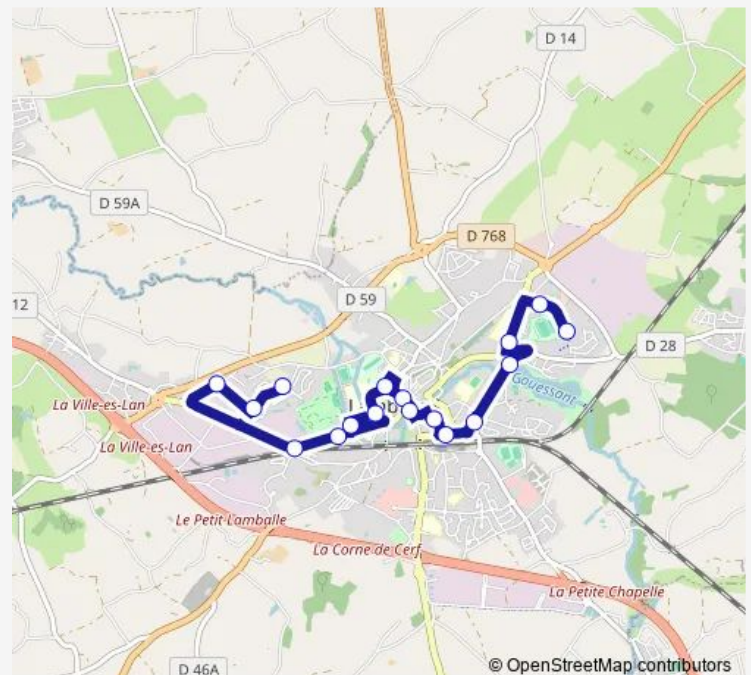 D 14
D 59A
D 768
D 59
12
D 28
Gouessant
La Ville-es-Lan
La Ville-es-Lan
Le Petit Lamballe
La Corne de Cerf
La Petite Chapelle
D 46A
© OpenStreetMap contributors